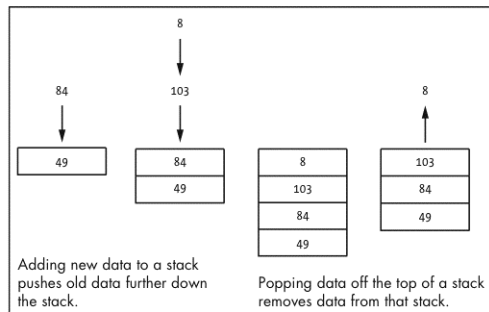 8
84 103 8
49 84 8 103
49 103 84
84 49
49
Adding new data to a stack
pushes old data further down
the stack.
Popping data off the top of a stack
removes data from that stack.